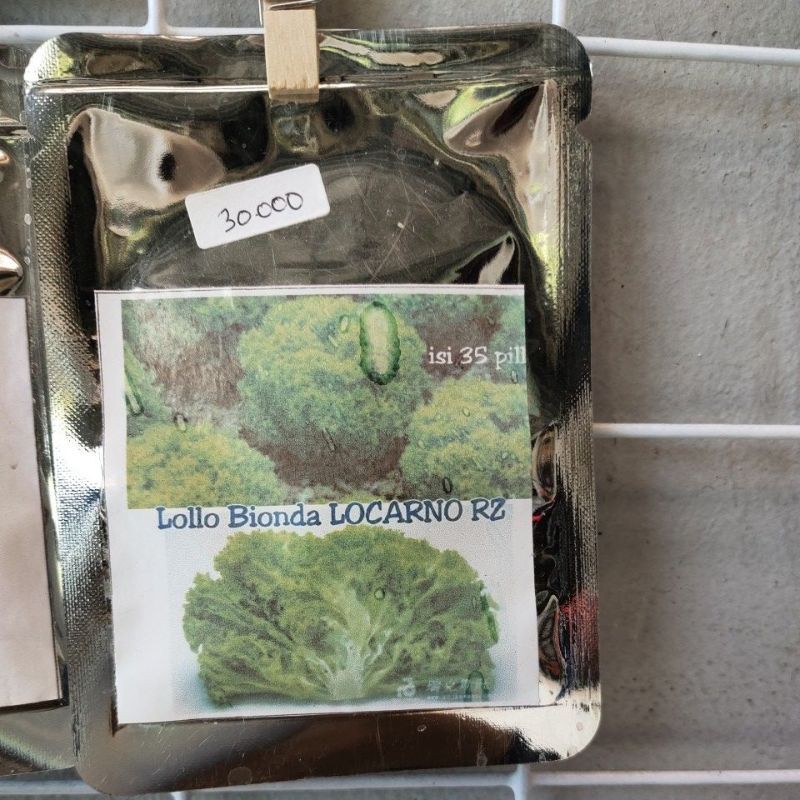 30.000
isi 35 pill
Lollo Bionda LOCARNO RZ